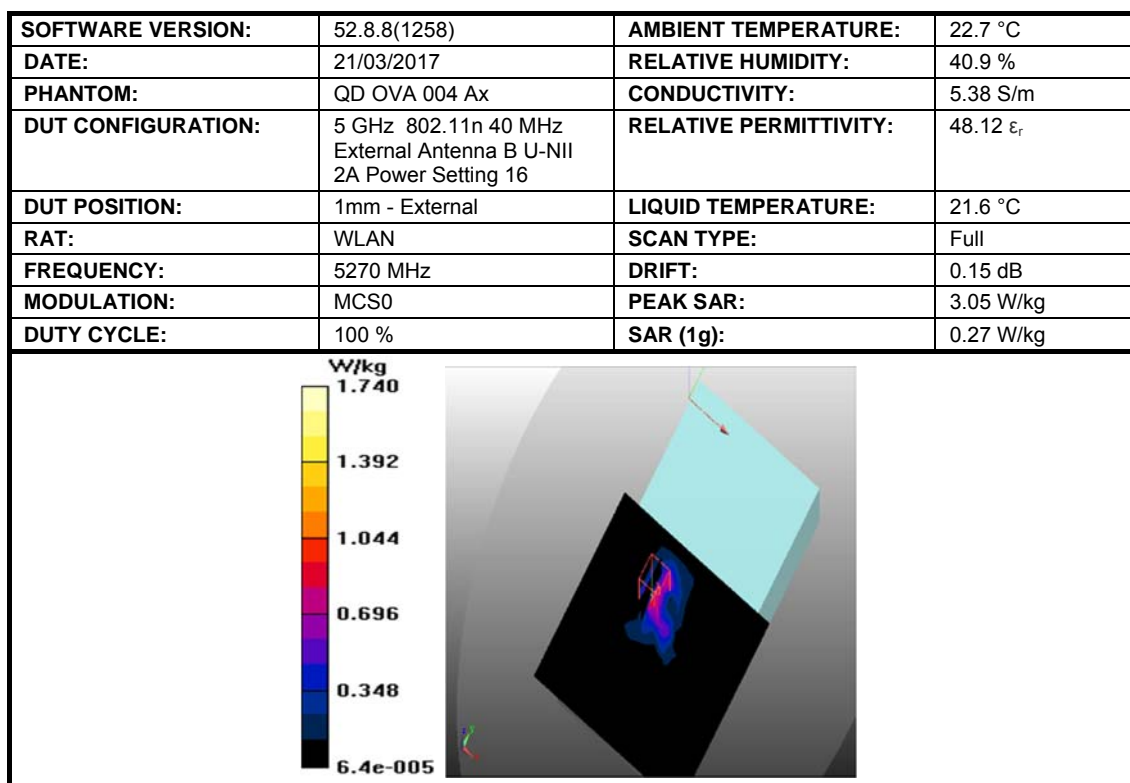 SOFTWARE VERSION: 52.8.8(1258) AMBIENT TEMPERATURE: 22.7 °C
DATE: 21/03/2017 RELATIVE HUMIDITY: 40.9 %
PHANTOM: QD OVA 004 Ax CONDUCTIVITY: 5.38 S/m
DUT CONFIGURATION: 5 GHz 802.11n 40 MHz RELATIVE PERMITTIVITY: 48.12 εr
External Antenna B U-NII
2A Power Setting 16
DUT POSITION: 1mm - External LIQUID TEMPERATURE: 21.6 °C
RAT: WLAN SCAN TYPE: Full
FREQUENCY: 5270 MHz DRIFT: 0.15 dB
MODULATION: MCS0 PEAK SAR: 3.05 W/kg
DUTY CYCLE: 100 % SAR (1g): 0.27 W/kg
W/kg
1.740
1.392
1.044
0.696
0.348
6.4e-005